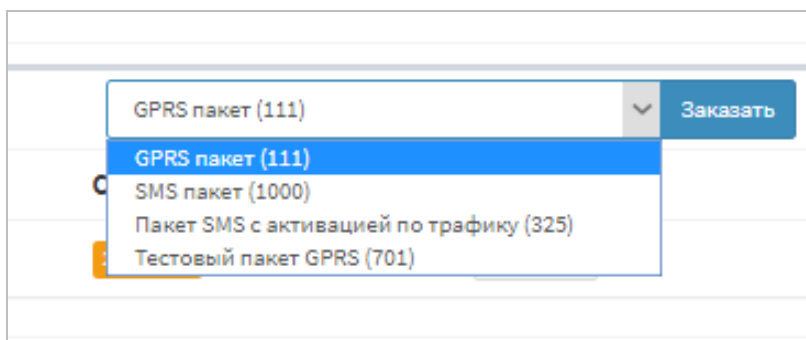 GPRS пакет (111)
Заказать
GPRS пакет (111)
SMS пакет (1000)
Пакет SMS с активацией по трафику (325)
Тестовый пакет GPRS (701)